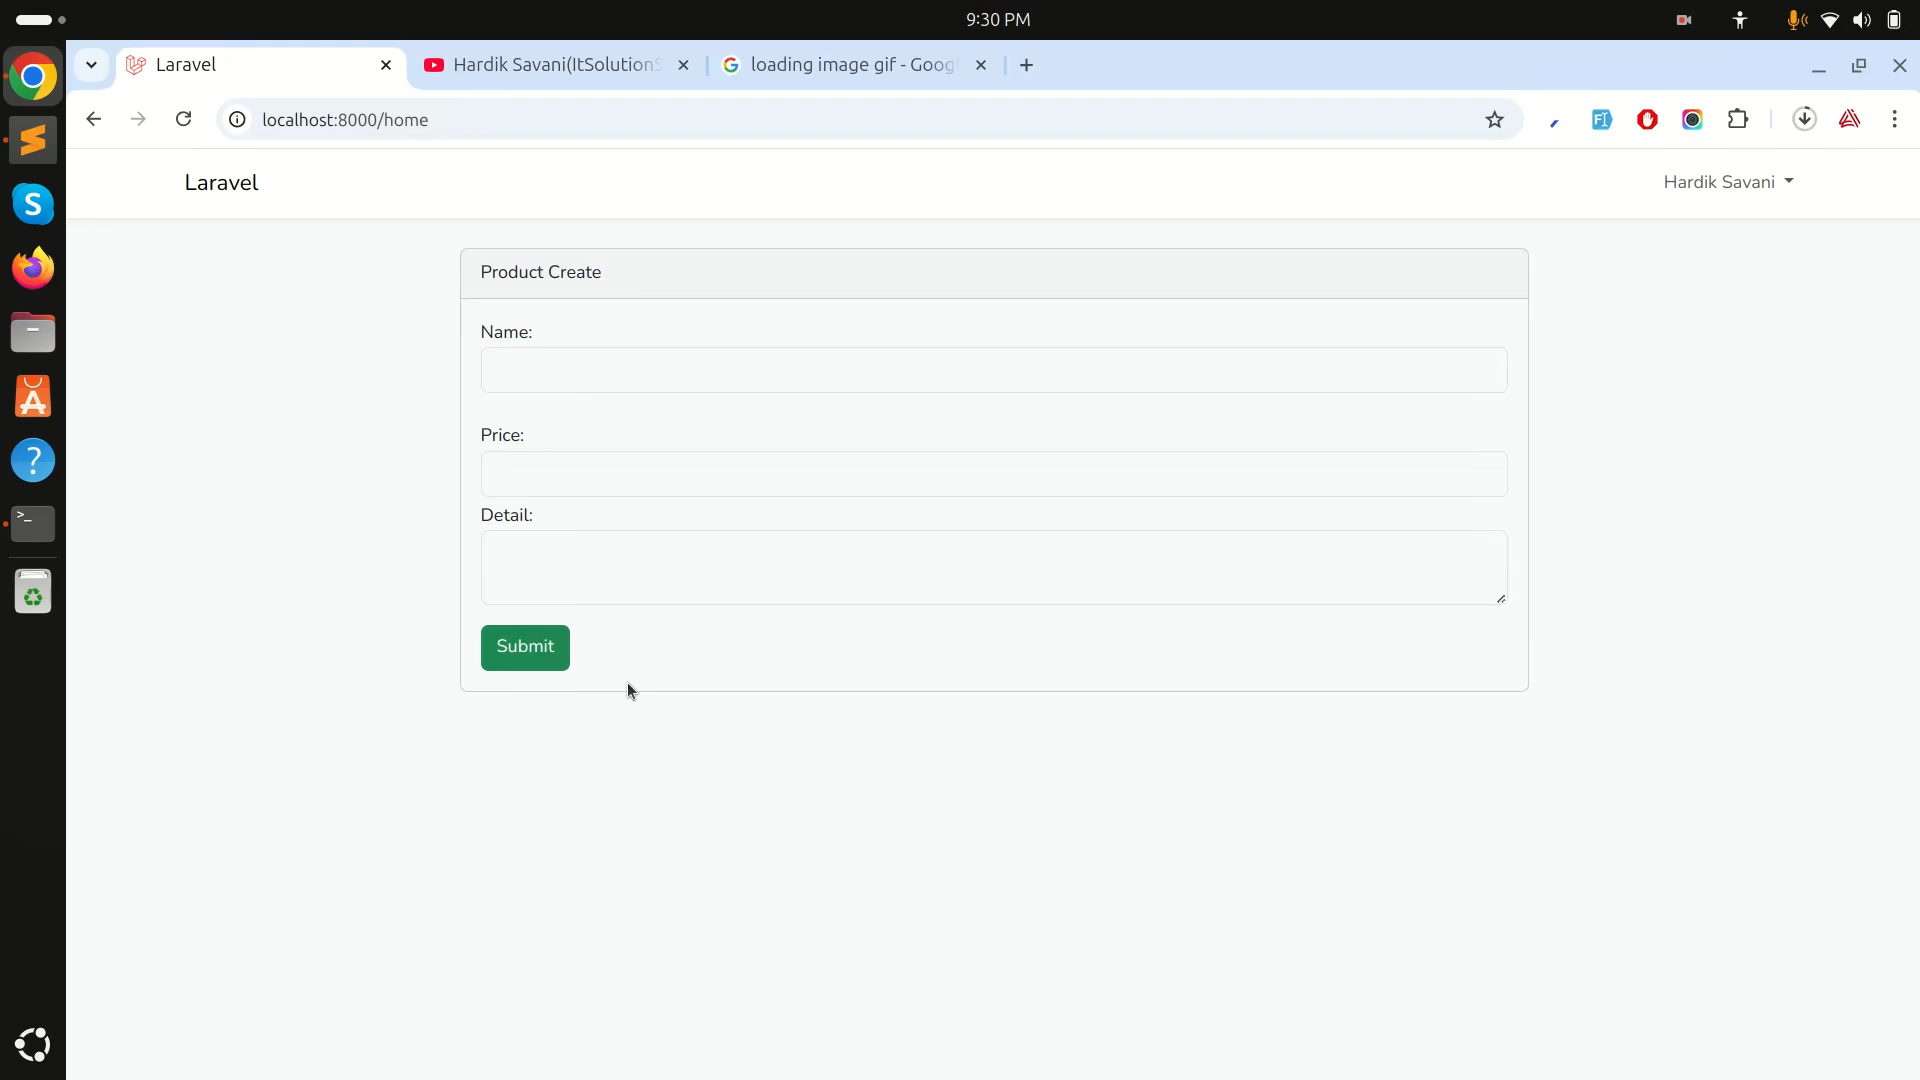 9:30 PM
Laravel
Hardik Savani(ItSolutionS
loading image gif - Goog
localhost:8000/home
Laravel
Hardik Savani
Product Create
Name:
Price:
Detail:
Submit